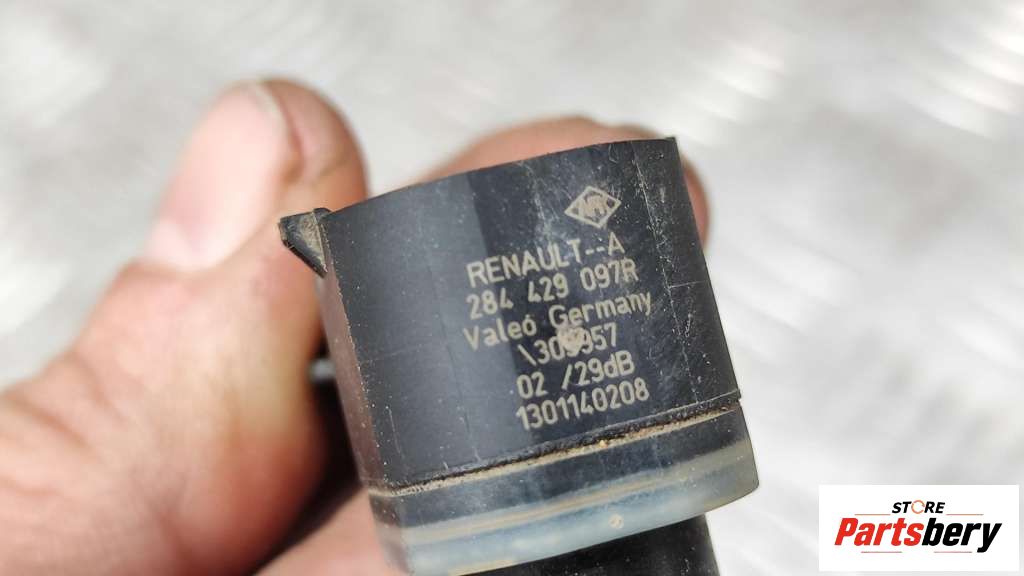 RENAULT--A
284 429 097R
Valeo Germany
02 /29dB
1301140208
STORE
Partsbery